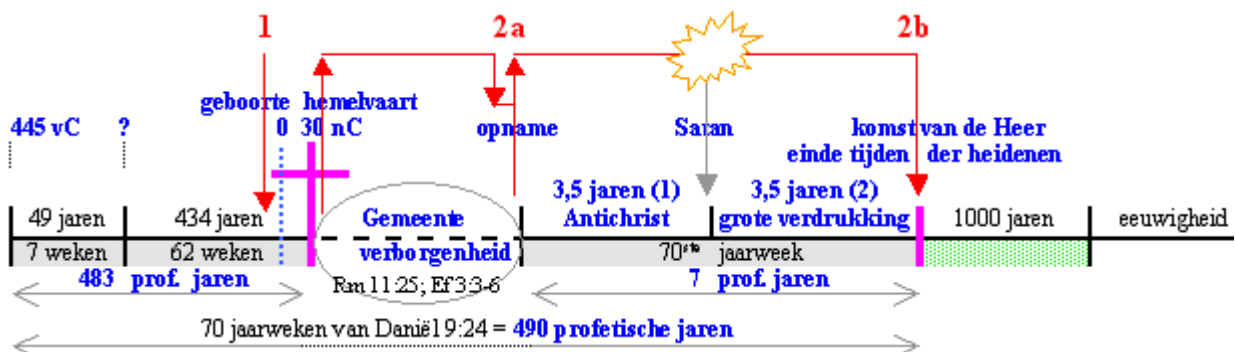 1 2a 2b
geboorte hemelvaart
445 vC ? 0 30 nC opname Satan komst van de Heer
einde tijden der heidenen
3,5 jaren (1) 3,5 jaren (2)
49 jaren 434 jaren Gemeente Antichrist grote verdrukking 1000 jaren eeuwigheid
7 weken 62 weken verborgenheid 70ste jaarweek
483 prof. jaren Rm 11:25; Ef 3:3-6 7 prof. jaren
70 jaarweken van Daniël 9:24 = 490 profetische jaren